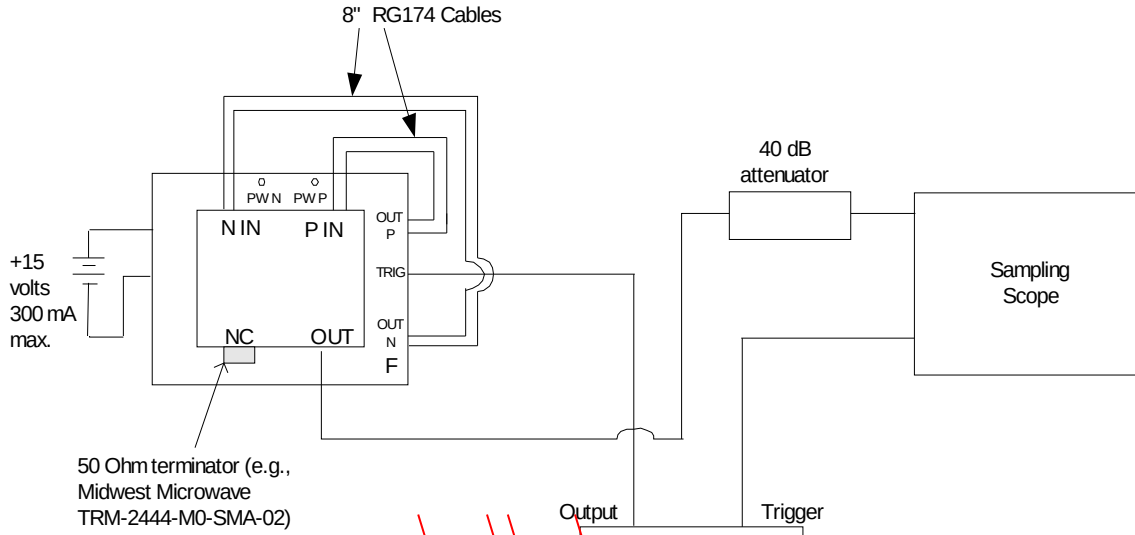 8" RG174 Cables
40 dB
attenuator
PW N
PW P
N IN
P IN
OUT
P
+15
volts
300 mA
max.
TRIG
Sampling
Scope
OUT
N
NC
OUT
F
50 Ohm terminator (e.g.,
Midwest Microwave
TRM-2444-M0-SMA-02)
Output
Trigger